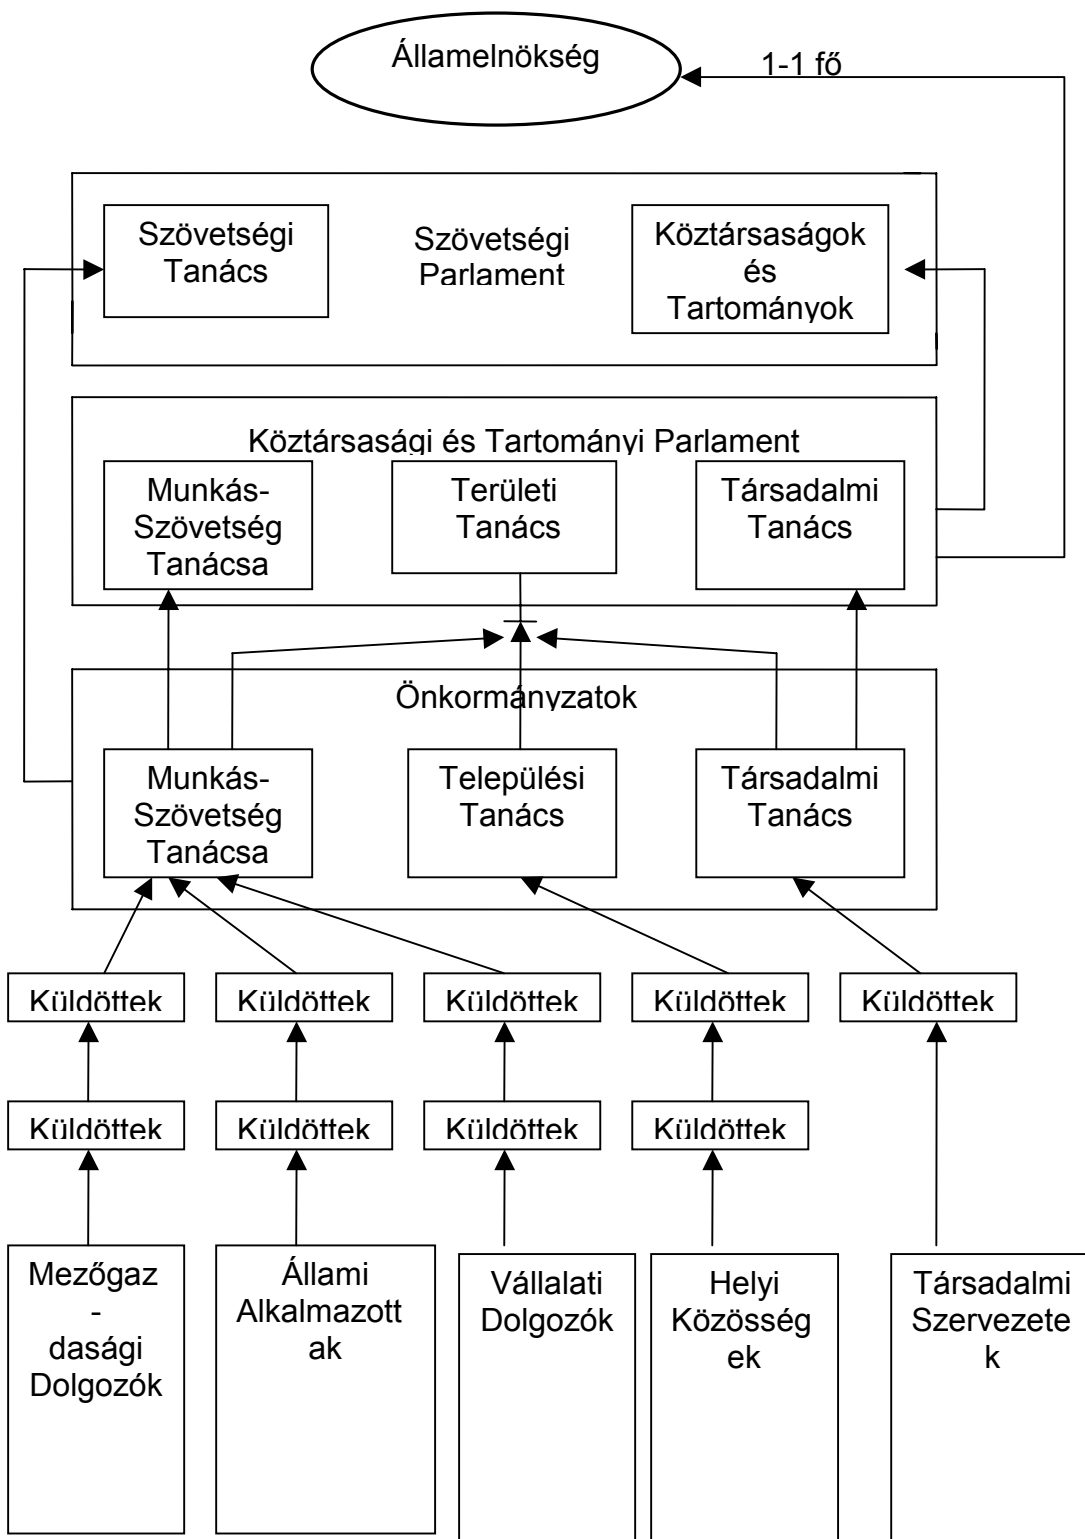 Államelnökség
1-1 fő
Szövetségi
Tanács
Szövetségi
Parlament
Köztársaságok
és
Tartományok
Köztársasági és Tartományi Parlament
Munkás-
Szövetség
Tanácsa
Területi
Tanács
Társadalmi
Tanács
Önkormányzatok
Munkás-
Szövetség
Tanácsa
Települési
Tanács
Társadalmi
Tanács
Küldöttek
Küldöttek
Küldöttek
Küldöttek
Küldöttek
Küldöttek
Küldöttek
Küldöttek
Küldöttek
Mezőgaz
-
dasági
Dolgozók
Állami
Alkalmazott
ak
Vállalati
Dolgozók
Helyi
Közösség
ek
Társadalmi
Szervezete
k